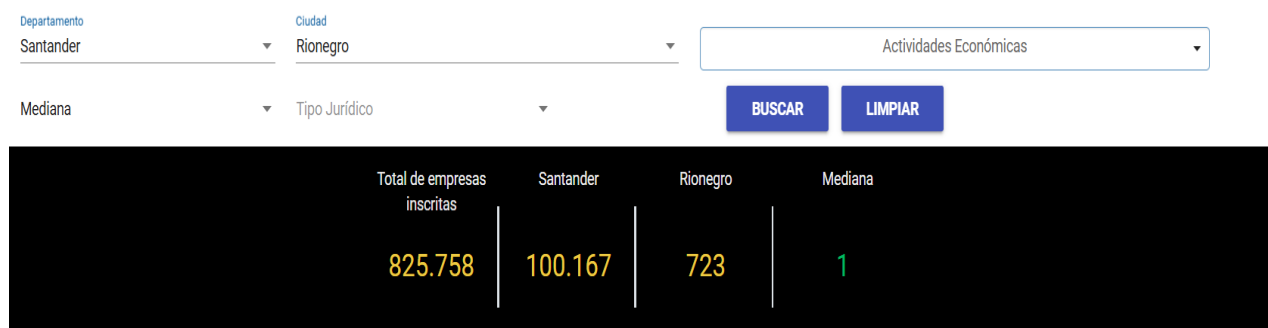 Departamento
Ciudad
Santander
Rionegro
Actividades Económicas
Mediana
Tipo Jurídico
BUSCAR
LIMPIAR
Total de empresas
inscritas
Santander
Rionegro
Mediana
825.758
100.167
723
1